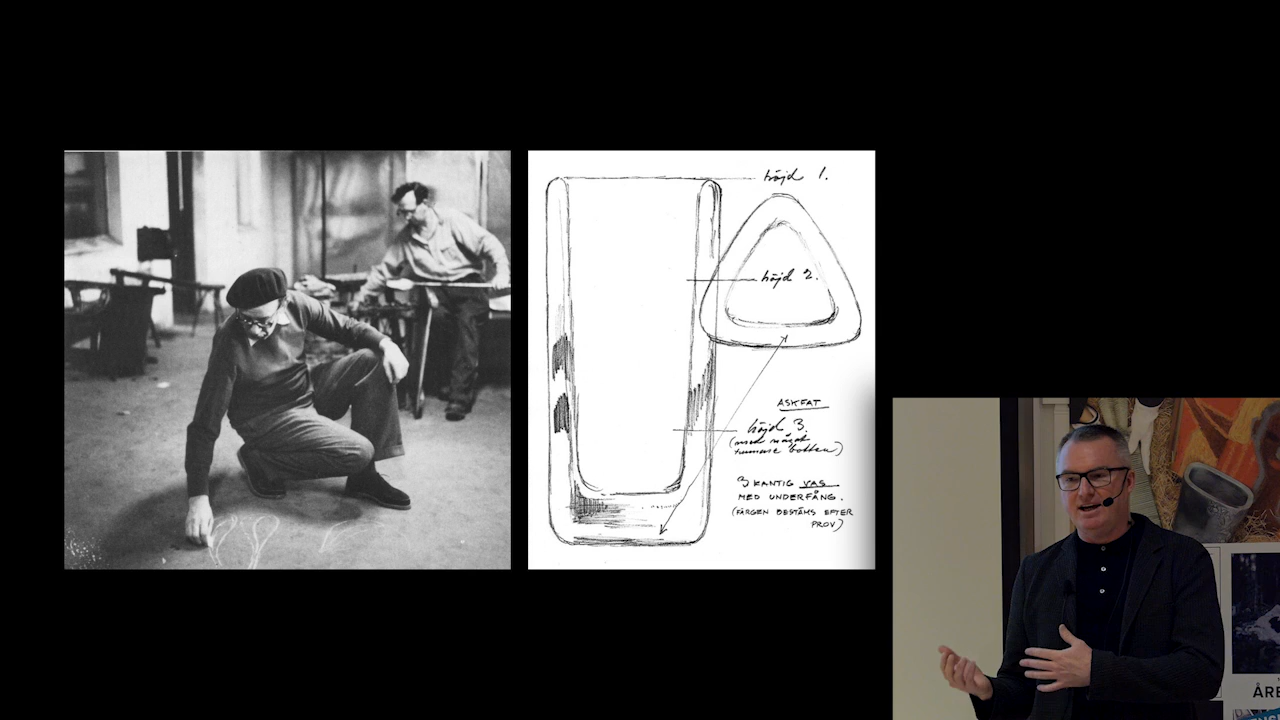 höjd 1.
höjd 2.
ASKFAT
höjd 3.
(med något
tunnare botten)
3 KANTIG VAS
MED UNDERFÅNG.
(FÄRGEN BESTÄMS EFTER
PROV)
ÅRE